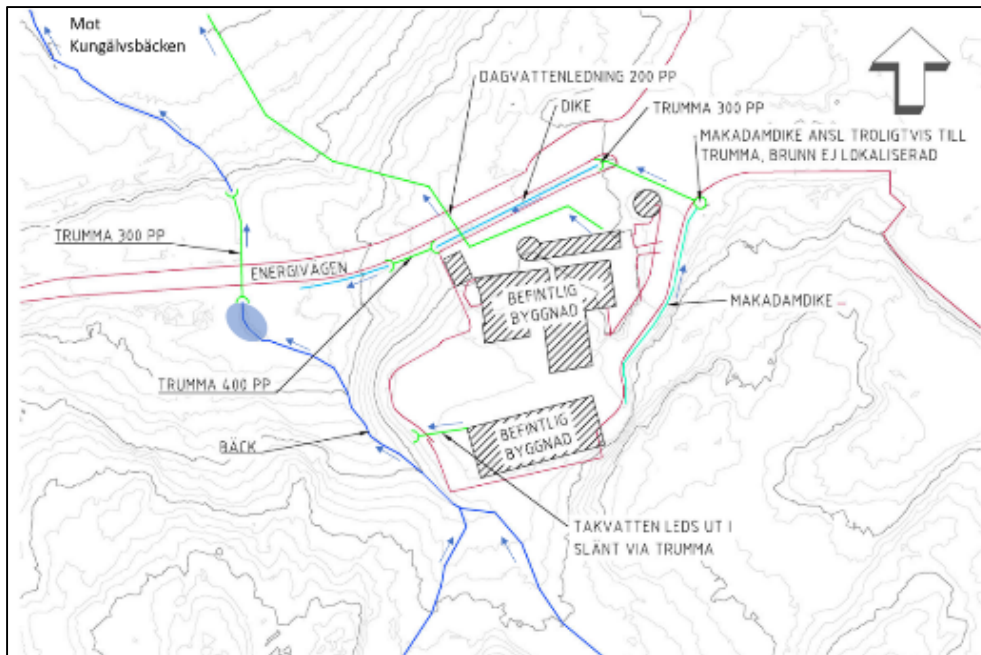 Mot
Kungälvsbäcken
DAGVATTENLEDNING 200 PP
DIKE
TRUMMA 300 PP
MAKADAMDIKE ANSL TROLIGTVIS TILL
TRUMMA, BRUNN EJ LOKALISERAD
TRUMMA 300 PP
ENERGIVÄGEN
BEFINTLIG
BYGGNAD
MAKADAMDIKE
TRUMMA 400 PP
BÄCK
BEFINTLIG
BYGGNAD
TAKVATTEN LEDS UT I
SLÄNT VIA TRUMMA